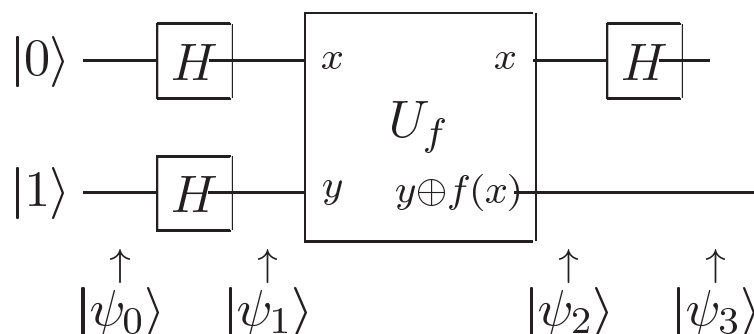 |0⟩ H x x H
U_f
|1⟩ H y y⊕f(x)
↑ ↑ ↑ ↑
|ψ₀⟩ |ψ₁⟩ |ψ₂⟩ |ψ₃⟩